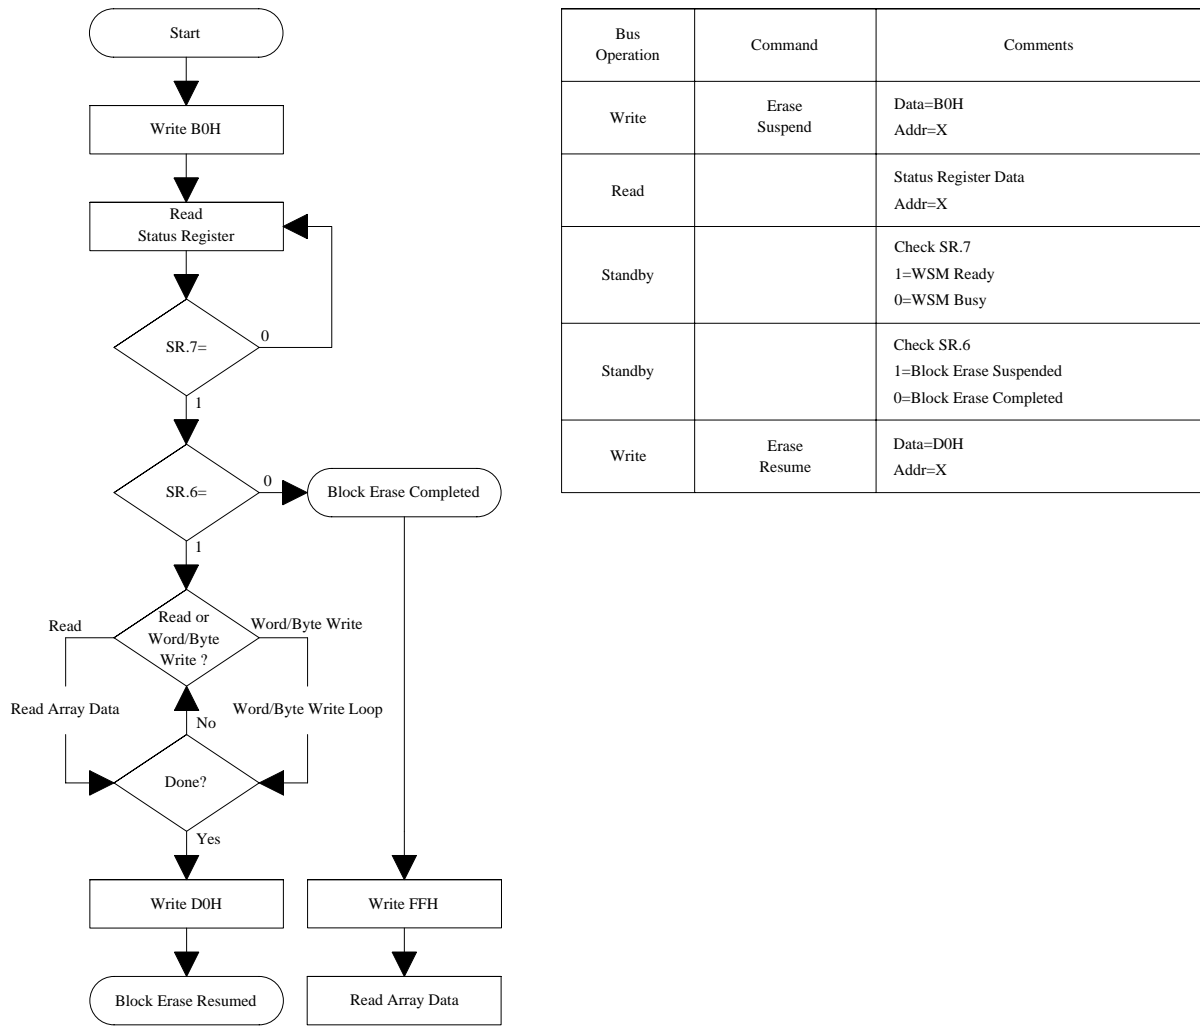 Start
Write B0H
Read
Status Register
SR.7=
0
1
SR.6=
0
Block Erase Completed
1
Read or
Word/Byte
Write ?
Read
Word/Byte Write
Read Array Data
Word/Byte Write Loop
No
Done?
Yes
Write D0H
Write FFH
Block Erase Resumed
Read Array Data
Bus
Operation
Command
Comments
Write
Erase
Suspend
Data=B0H
Addr=X
Read
Status Register Data
Addr=X
Standby
Check SR.7
1=WSM Ready
0=WSM Busy
Standby
Check SR.6
1=Block Erase Suspended
0=Block Erase Completed
Write
Erase
Resume
Data=D0H
Addr=X